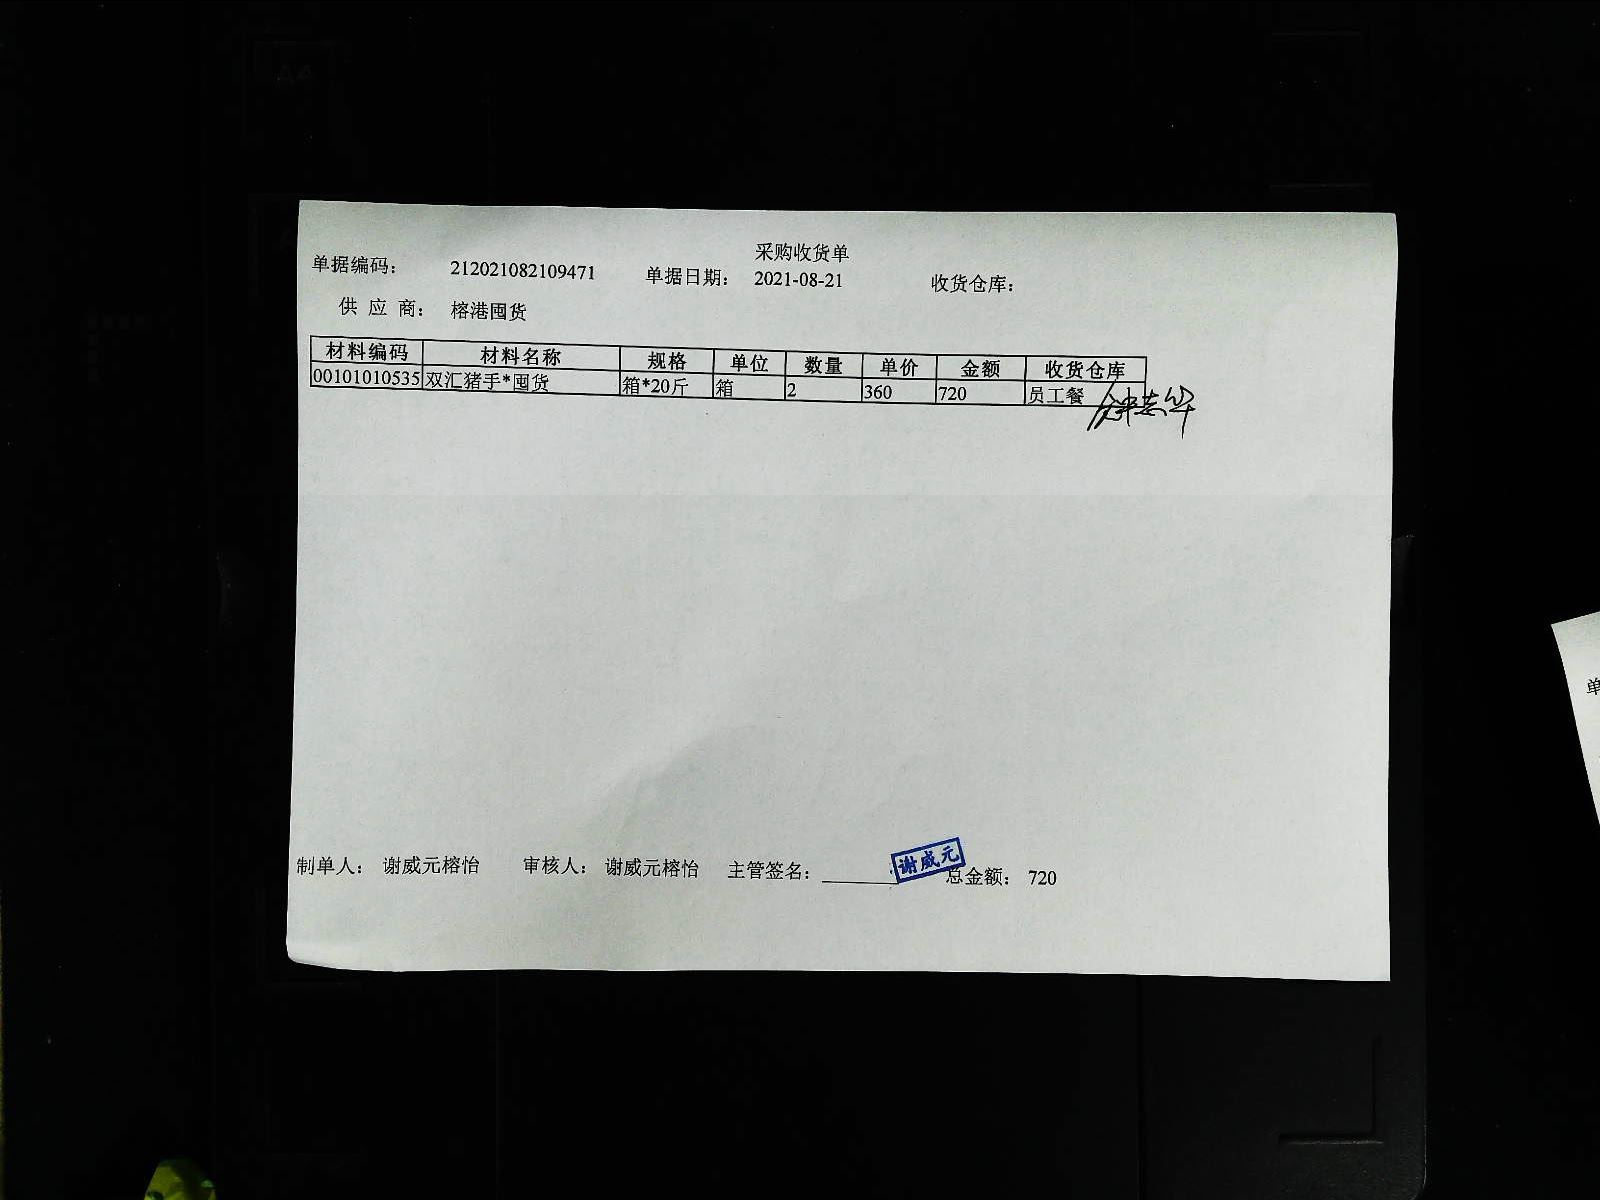 采购收货单
单据编码： 212021082109471 单据日期： 2021-08-21 收货仓库：
供 应 商： 榕港囤货
材料编码 材料名称 规格 单位 数量 单价 金额 收货仓库
00101010535 双汇猪手*囤货 箱*20斤 箱 2 360 720 员工餐
制单人： 谢威元榕怡 审核人： 谢威元榕怡 主管签名： 谢威元 总金额： 720
单